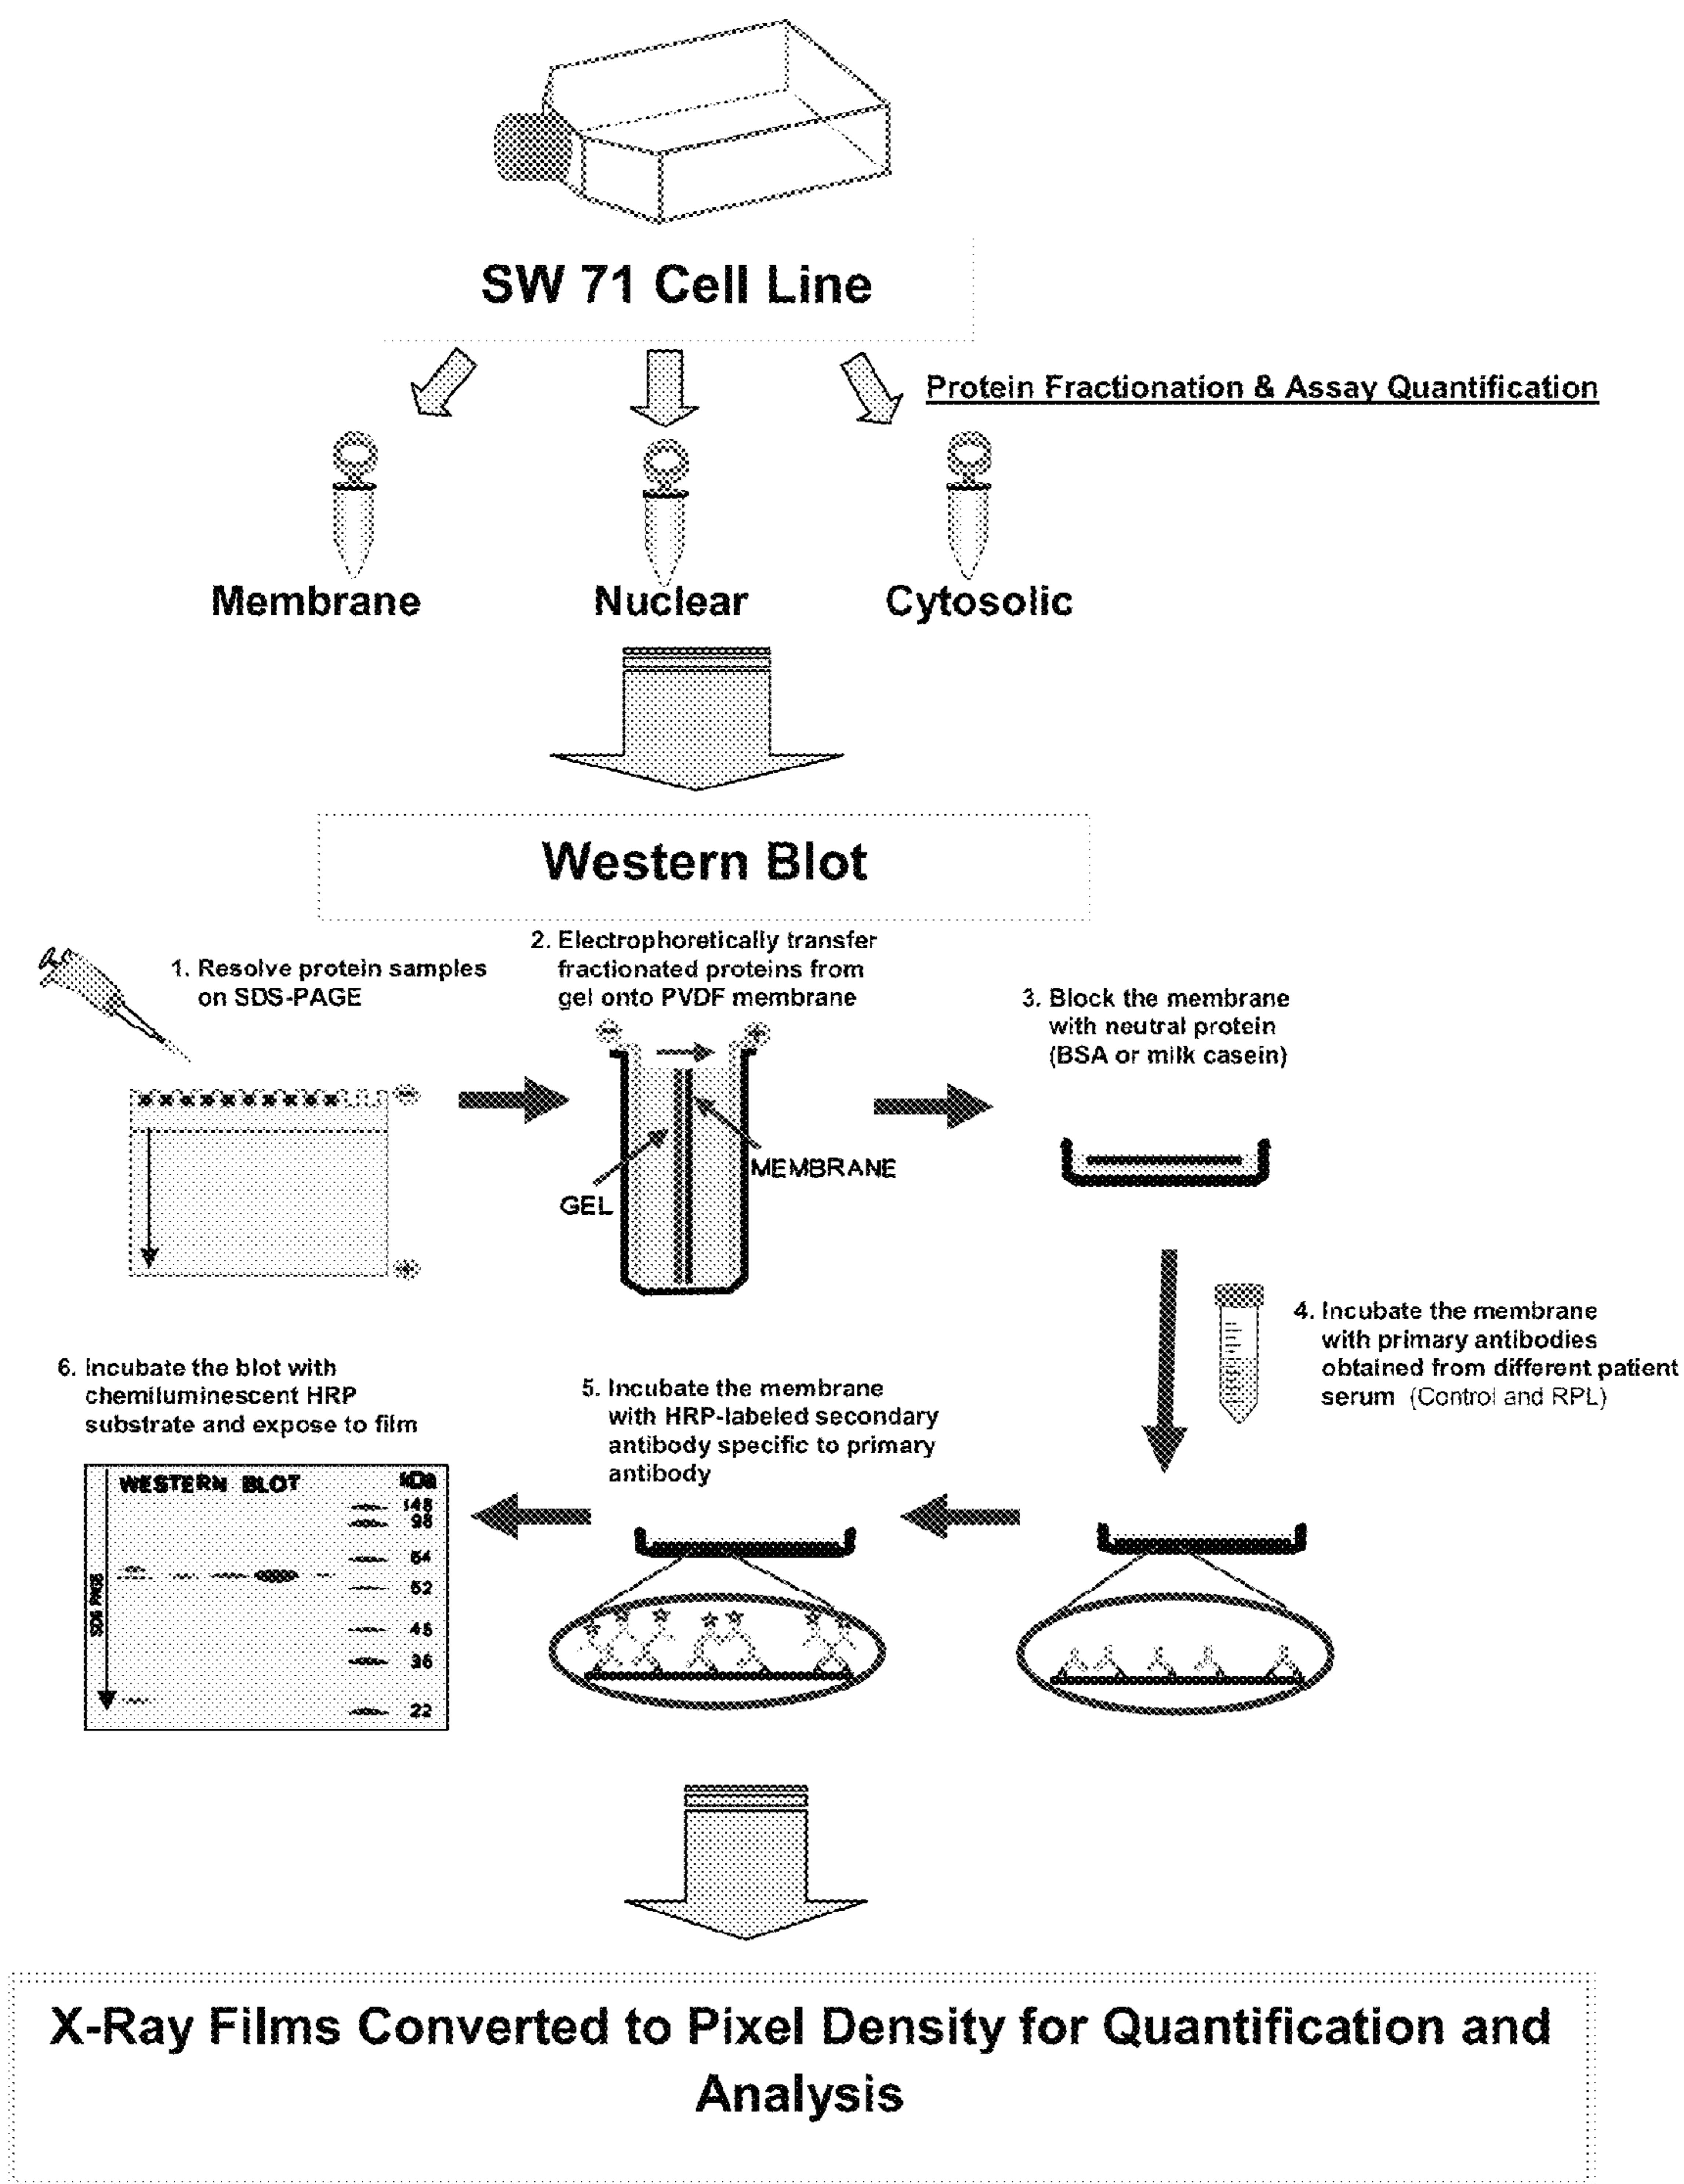 SW 71 Cell Line
Protein Fractionation & Assay Quantification
Membrane
Nuclear
Cytosolic
Western Blot
1. Resolve protein samples
on SDS-PAGE
2. Electrophoretically transfer
fractionated proteins from
gel onto PVDF membrane
3. Block the membrane
with neutral protein
(BSA or milk casein)
MEMBRANE
GEL
4. Incubate the membrane
with primary antibodies
obtained from different patient
serum (Control and RPL)
5. Incubate the membrane
with HRP-labeled secondary
antibody specific to primary
antibody
6. Incubate the blot with
chemiluminescent HRP
substrate and expose to film
WESTERN BLOT
kDa
148
98
64
52
45
36
22
SDS PAGE
X-Ray Films Converted to Pixel Density for Quantification and
Analysis